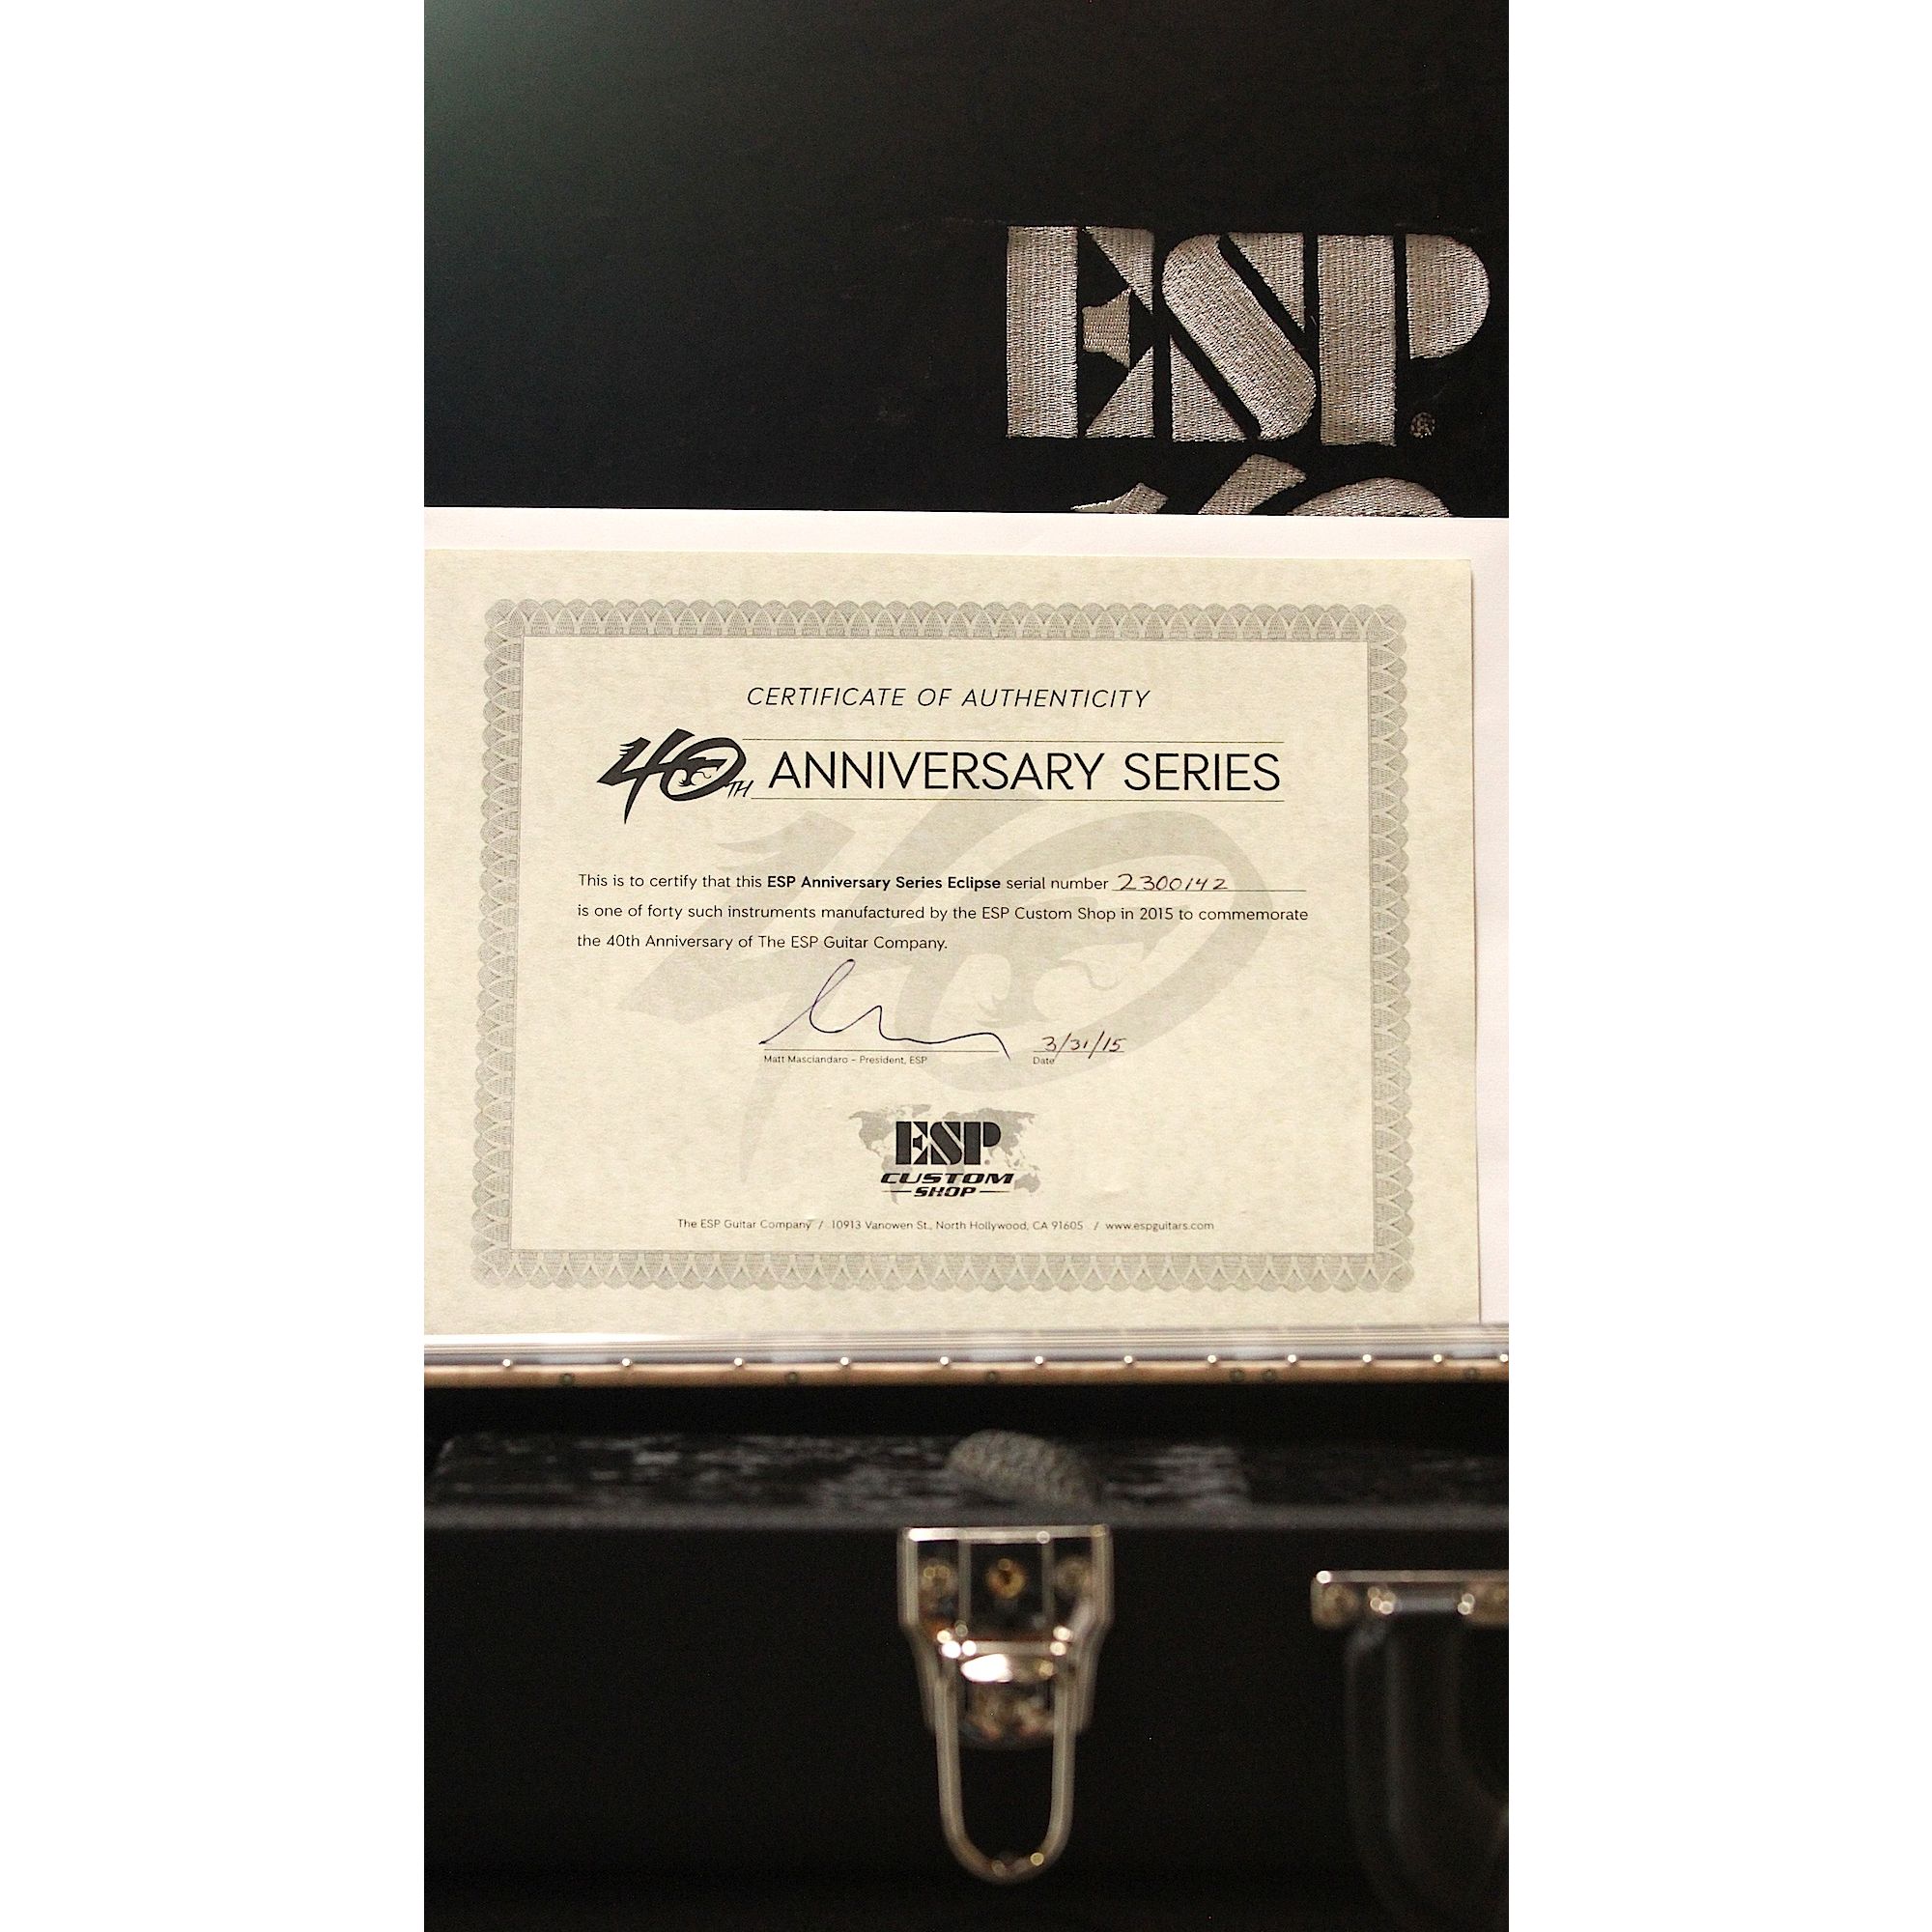 ESP®
40
CERTIFICATE OF AUTHENTICITY
40TH ANNIVERSARY SERIES
This is to certify that this ESP Anniversary Series Eclipse serial number 2300142
is one of forty such instruments manufactured by the ESP Custom Shop in 2015 to commemorate
the 40th Anniversary of The ESP Guitar Company.
3/31/15
Matt Masciandaro – President, ESP Date
ESP
CUSTOM
SHOP
The ESP Guitar Company / 10913 Vanowen St., North Hollywood, CA 91605 / www.espguitars.com